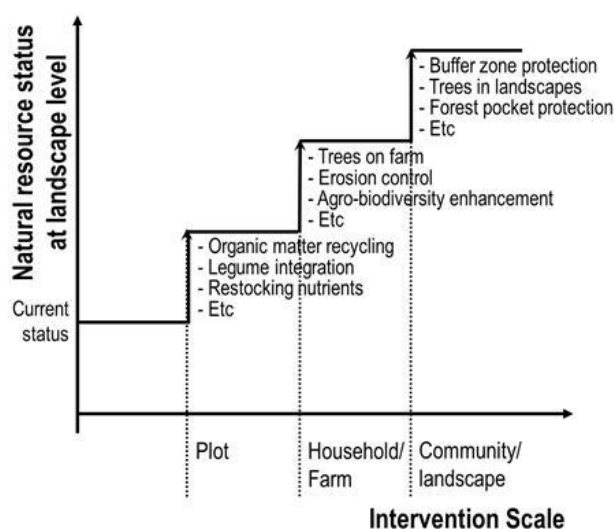 Natural resource status
at landscape level
- Buffer zone protection
- Trees in landscapes
- Forest pocket protection
- Etc
- Trees on farm
- Erosion control
- Agro-biodiversity enhancement
- Etc
- Organic matter recycling
- Legume integration
- Restocking nutrients
- Etc
Current
status
Plot
Household/
Farm
Community/
landscape
Intervention Scale